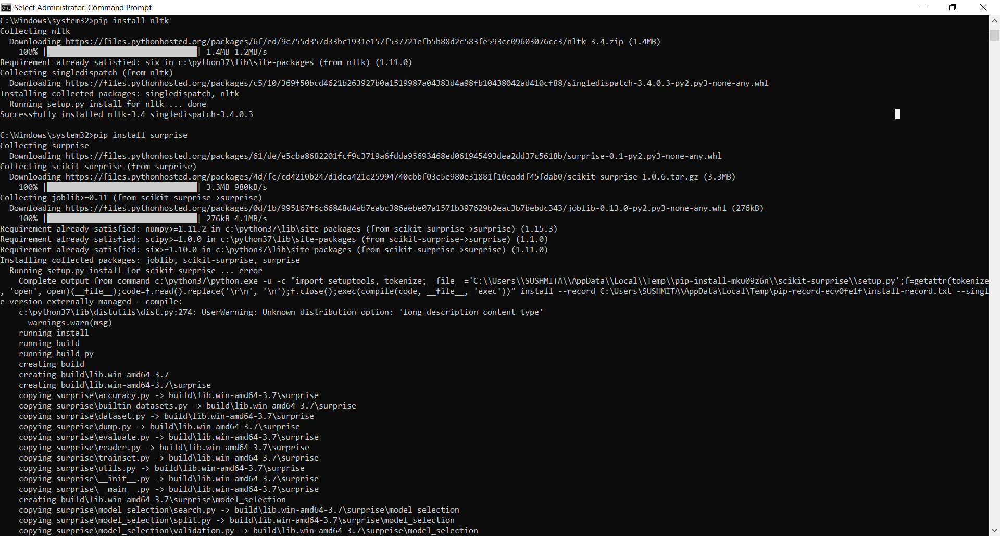 Select Administrator: Command Prompt
C:\Windows\system32>pip install nltk
Collecting nltk
  Downloading https://files.pythonhosted.org/packages/6f/ed/9c755d357d33bc1931e157f537721efb5b88d2c583fe593cc09603076cc3/nltk-3.4.zip (1.4MB)
    100% |████████████████████████████████| 1.4MB 1.2MB/s
Requirement already satisfied: six in c:\python37\lib\site-packages (from nltk) (1.11.0)
Collecting singledispatch (from nltk)
  Downloading https://files.pythonhosted.org/packages/c5/10/369f50bcd4621b263927b0a1519987a04383d4a98fb10438042ad410cf88/singledispatch-3.4.0.3-py2.py3-none-any.whl
Installing collected packages: singledispatch, nltk
  Running setup.py install for nltk ... done
Successfully installed nltk-3.4 singledispatch-3.4.0.3
C:\Windows\system32>pip install surprise
Collecting surprise
  Downloading https://files.pythonhosted.org/packages/61/de/e5cba8682201fcf9c3719a6fdda95693468ed061945493dea2dd37c5618b/surprise-0.1-py2.py3-none-any.whl
Collecting scikit-surprise (from surprise)
  Downloading https://files.pythonhosted.org/packages/4d/fc/cd4210b247d1dca421c25994740cbbf03c5e980e31881f10eaddf45fdab0/scikit-surprise-1.0.6.tar.gz (3.3MB)
    100% |████████████████████████████████| 3.3MB 980kB/s
Collecting joblib>=0.11 (from scikit-surprise->surprise)
  Downloading https://files.pythonhosted.org/packages/0d/1b/995167f6c66848d4eb7eabc386aebe07a1571b397629b2eac3b7bebdc343/joblib-0.13.0-py2.py3-none-any.whl (276kB)
    100% |████████████████████████████████| 276kB 4.1MB/s
Requirement already satisfied: numpy>=1.11.2 in c:\python37\lib\site-packages (from scikit-surprise->surprise) (1.15.3)
Requirement already satisfied: scipy>=1.0.0 in c:\python37\lib\site-packages (from scikit-surprise->surprise) (1.1.0)
Requirement already satisfied: six>=1.10.0 in c:\python37\lib\site-packages (from scikit-surprise->surprise) (1.11.0)
Installing collected packages: joblib, scikit-surprise, surprise
  Running setup.py install for scikit-surprise ... error
    Complete output from command c:\python37\python.exe -u -c "import setuptools, tokenize;__file__='C:\\Users\\SUSHMITA\\AppData\\Local\\Temp\\pip-install-mku09z6n\\scikit-surprise\\setup.py';f=getattr(tokenize
, 'open', open)(__file__);code=f.read().replace('\r\n', '\n');f.close();exec(compile(code, __file__, 'exec'))" install --record C:\Users\SUSHMITA\AppData\Local\Temp\pip-record-ecv0fe1f\install-record.txt --singl
e-version-externally-managed --compile:
    c:\python37\lib\distutils\dist.py:274: UserWarning: Unknown distribution option: 'long_description_content_type'
      warnings.warn(msg)
    running install
    running build
    running build_py
    creating build
    creating build\lib.win-amd64-3.7
    creating build\lib.win-amd64-3.7\surprise
    copying surprise\accuracy.py -> build\lib.win-amd64-3.7\surprise
    copying surprise\builtin_datasets.py -> build\lib.win-amd64-3.7\surprise
    copying surprise\dataset.py -> build\lib.win-amd64-3.7\surprise
    copying surprise\dump.py -> build\lib.win-amd64-3.7\surprise
    copying surprise\evaluate.py -> build\lib.win-amd64-3.7\surprise
    copying surprise\reader.py -> build\lib.win-amd64-3.7\surprise
    copying surprise\trainset.py -> build\lib.win-amd64-3.7\surprise
    copying surprise\utils.py -> build\lib.win-amd64-3.7\surprise
    copying surprise\__init__.py -> build\lib.win-amd64-3.7\surprise
    copying surprise\__main__.py -> build\lib.win-amd64-3.7\surprise
    creating build\lib.win-amd64-3.7\surprise\model_selection
    copying surprise\model_selection\search.py -> build\lib.win-amd64-3.7\surprise\model_selection
    copying surprise\model_selection\split.py -> build\lib.win-amd64-3.7\surprise\model_selection
    copying surprise\model_selection\validation.py -> build\lib.win-amd64-3.7\surprise\model_selection